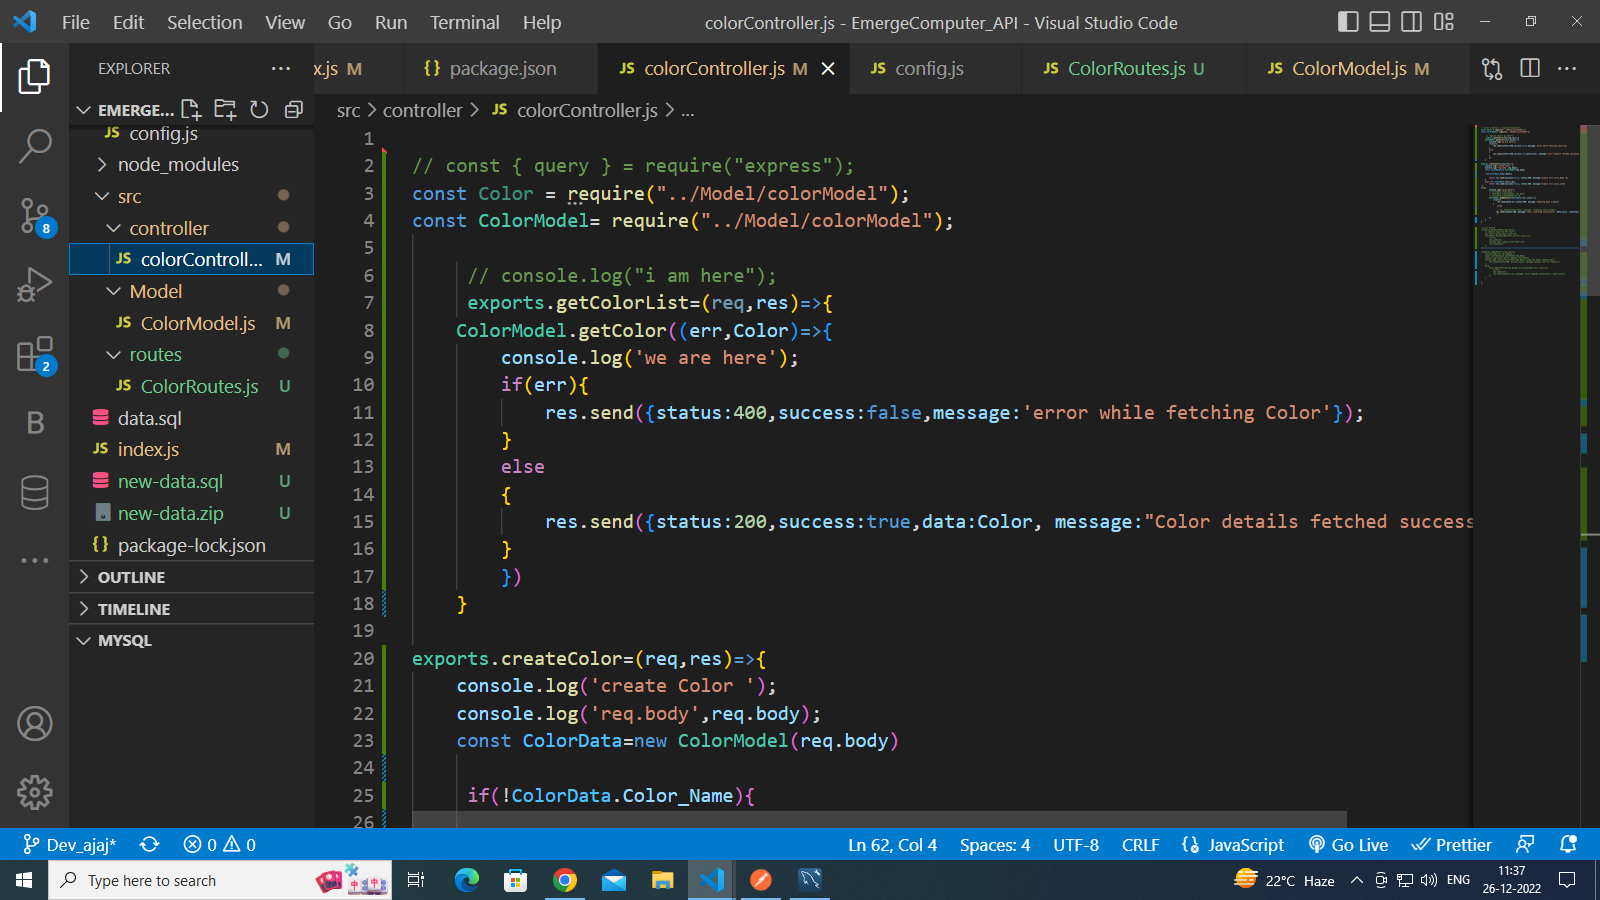 File Edit Selection View Go Run Terminal Help
colorController.js - EmergeComputer_API - Visual Studio Code
EXPLORER
x.js M
{} package.json
JS colorController.js M
JS config.js
JS ColorRoutes.js U
JS ColorModel.js M
EMERGE...
src > controller > JS colorController.js > ...
JS config.js
node_modules
src
controller
JS colorControll... M
Model
JS ColorModel.js M
routes
JS ColorRoutes.js U
data.sql
JS index.js M
new-data.sql U
new-data.zip U
{} package-lock.json
OUTLINE
TIMELINE
MYSQL
8
2
B
1
2 // const { query } = require("express");
3 const Color = require("../Model/colorModel");
4 const ColorModel= require("../Model/colorModel");
5
6 // console.log("i am here");
7 exports.getColorList=(req,res)=>{
8 ColorModel.getColor((err,Color)=>{
9 console.log('we are here');
10 if(err){
11 res.send({status:400,success:false,message:'error while fetching Color'});
12 }
13 else
14 {
15 res.send({status:200,success:true,data:Color, message:"Color details fetched success
16 }
17 })
18 }
19
20 exports.createColor=(req,res)=>{
21 console.log('create Color ');
22 console.log('req.body',req.body);
23 const ColorData=new ColorModel(req.body)
24
25 if(!ColorData.Color_Name){
26
Dev_ajaj* 0 0
Ln 62, Col 4 Spaces: 4 UTF-8 CRLF {} JavaScript Go Live Prettier
Type here to search
22°C Haze
ENG
11:37
26-12-2022